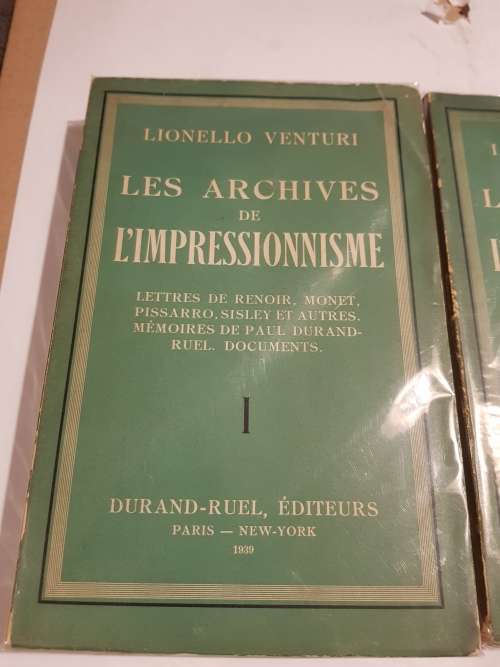 LIONELLO VENTURI
LES ARCHIVES
DE
L'IMPRESSIONNISME
LETTRES DE RENOIR, MONET,
PISSARRO, SISLEY ET AUTRES.
MÉMOIRES DE PAUL DURAND-
RUEL. DOCUMENTS.
I
DURAND-RUEL, ÉDITEURS
PARIS — NEW-YORK
1939